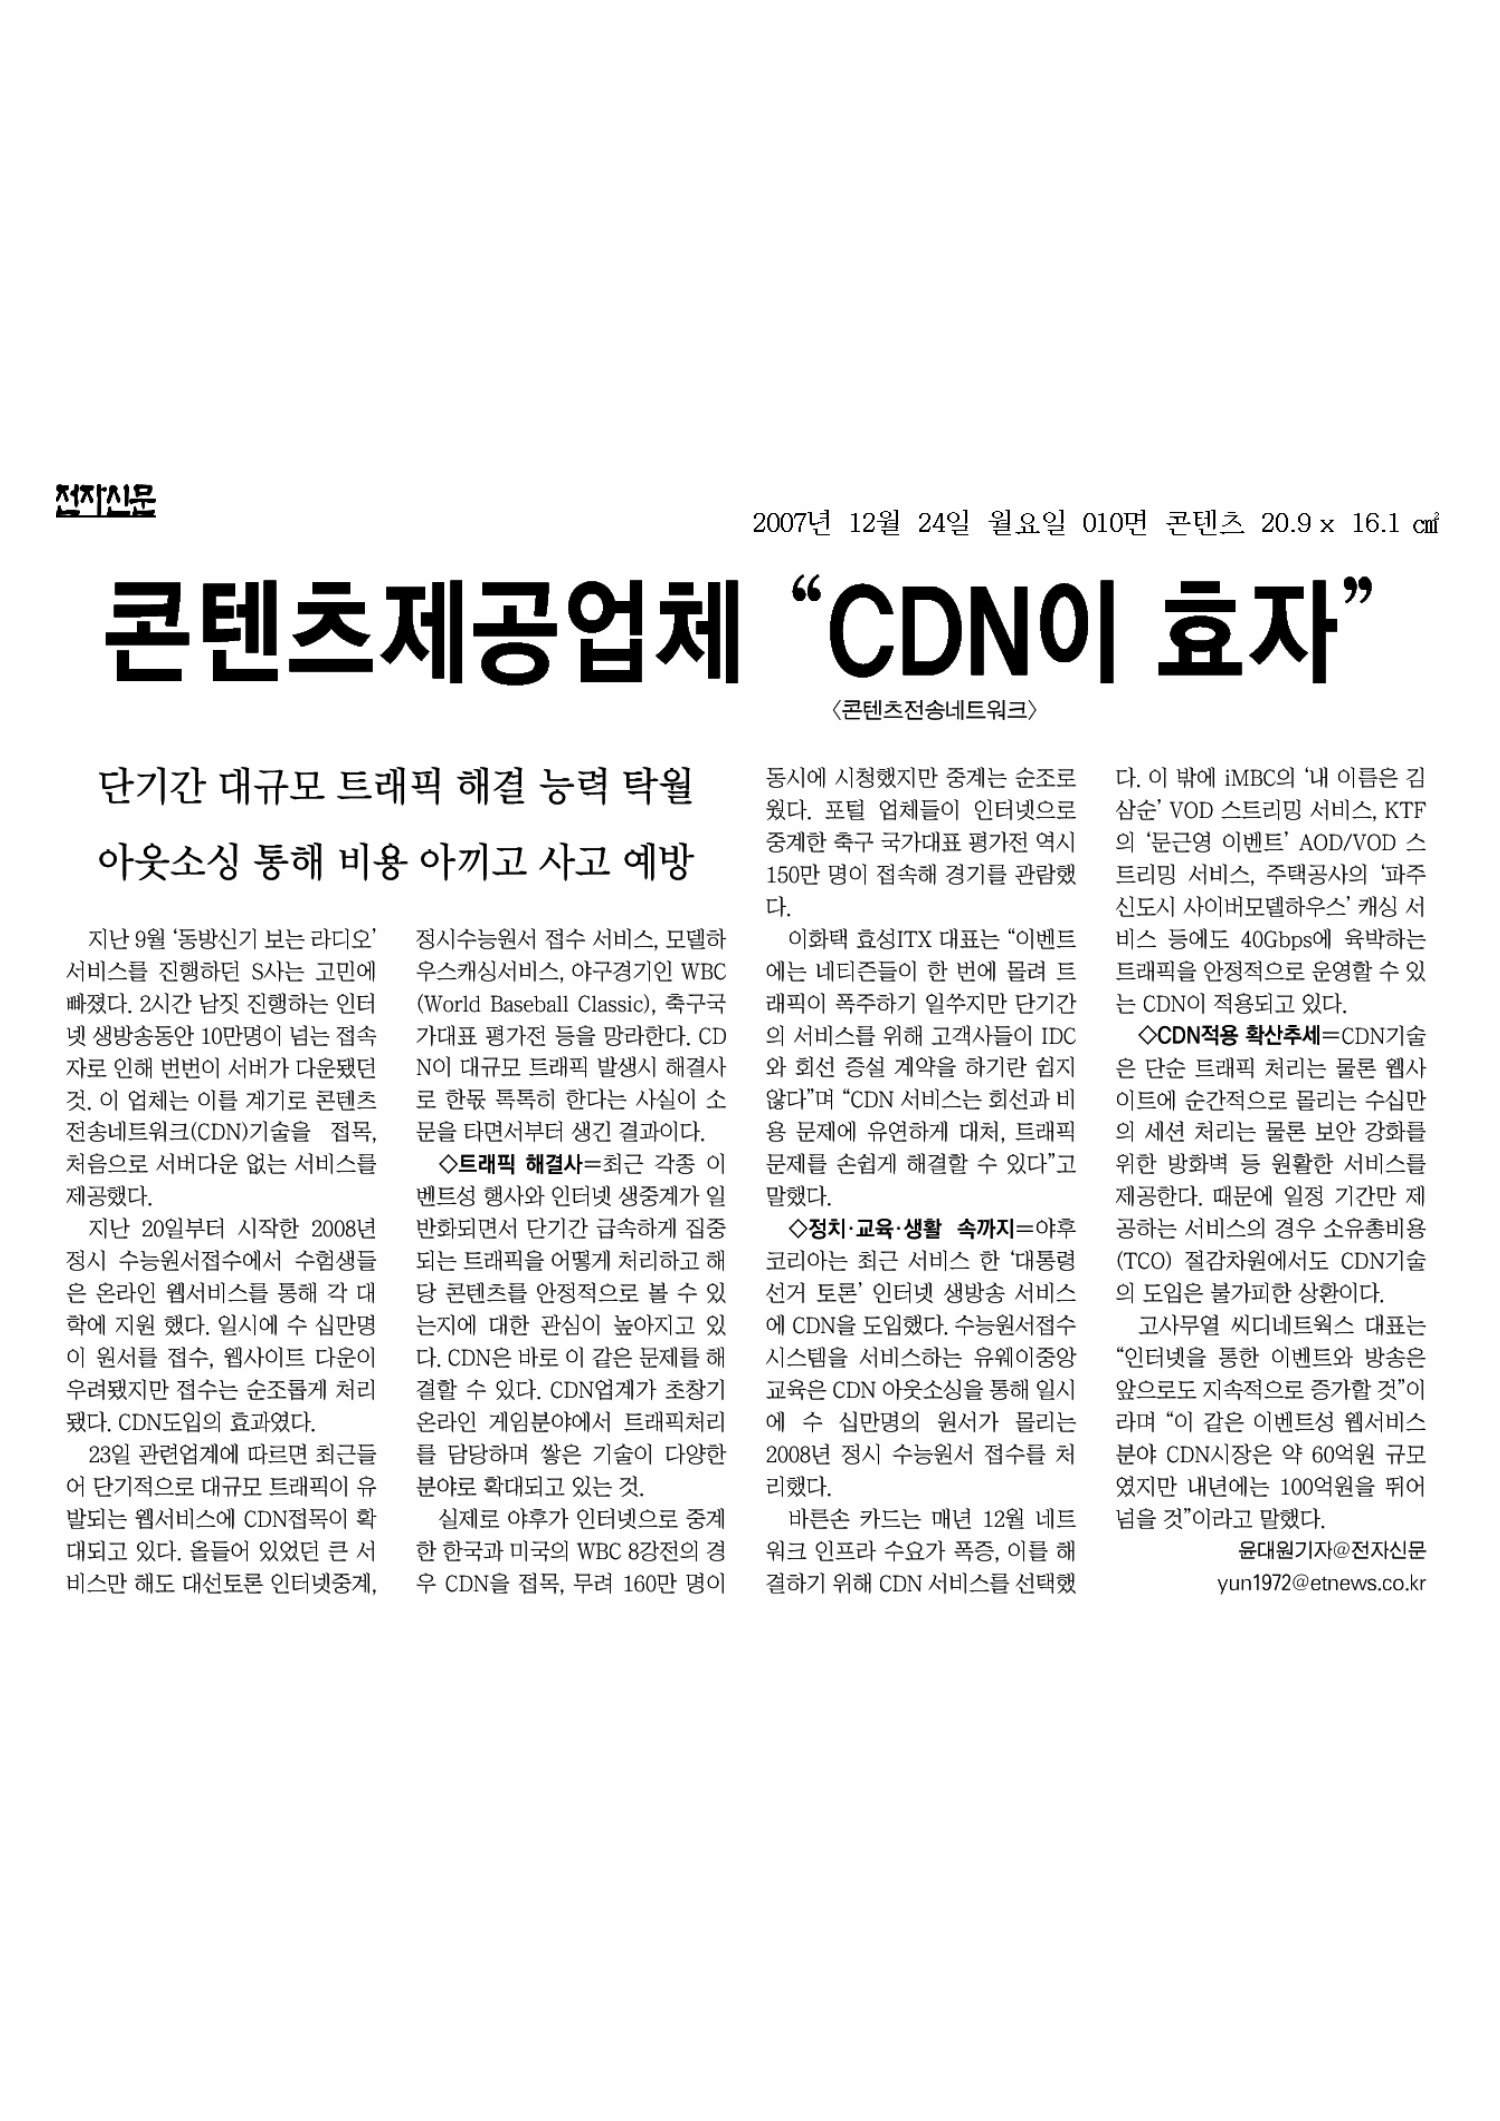 전자신문
2007년 12월 24일 월요일 010면 콘텐츠 20.9 x 16.1 ㎠
콘텐츠제공업체 “CDN이 효자”
〈콘텐츠전송네트워크〉
단기간 대규모 트래픽 해결 능력 탁월
아웃소싱 통해 비용 아끼고 사고 예방
지난 9월 ‘동방신기 보는 라디오’
서비스를 진행하던 S사는 고민에
빠졌다. 2시간 남짓 진행하는 인터
넷 생방송동안 10만명이 넘는 접속
자로 인해 번번이 서버가 다운됐던
것. 이 업체는 이를 계기로 콘텐츠
전송네트워크(CDN)기술을 접목,
처음으로 서버다운 없는 서비스를
제공했다.
지난 20일부터 시작한 2008년
정시 수능원서접수에서 수험생들
은 온라인 웹서비스를 통해 각 대
학에 지원 했다. 일시에 수 십만명
이 원서를 접수, 웹사이트 다운이
우려됐지만 접수는 순조롭게 처리
됐다. CDN도입의 효과였다.
23일 관련업계에 따르면 최근들
어 단기적으로 대규모 트래픽이 유
발되는 웹서비스에 CDN접목이 확
대되고 있다. 올들어 있었던 큰 서
비스만 해도 대선토론 인터넷중계,
정시수능원서 접수 서비스, 모델하
우스캐싱서비스, 야구경기인 WBC
(World Baseball Classic), 축구국
가대표 평가전 등을 망라한다. CD
N이 대규모 트래픽 발생시 해결사
로 한몫 톡톡히 한다는 사실이 소
문을 타면서부터 생긴 결과이다.
◇트래픽 해결사=최근 각종 이
벤트성 행사와 인터넷 생중계가 일
반화되면서 단기간 급속하게 집중
되는 트래픽을 어떻게 처리하고 해
당 콘텐츠를 안정적으로 볼 수 있
는지에 대한 관심이 높아지고 있
다. CDN은 바로 이 같은 문제를 해
결할 수 있다. CDN업계가 초창기
온라인 게임분야에서 트래픽처리
를 담당하며 쌓은 기술이 다양한
분야로 확대되고 있는 것.
실제로 야후가 인터넷으로 중계
한 한국과 미국의 WBC 8강전의 경
우 CDN을 접목, 무려 160만 명이
동시에 시청했지만 중계는 순조로
웠다. 포털 업체들이 인터넷으로
중계한 축구 국가대표 평가전 역시
150만 명이 접속해 경기를 관람했
다.
이화택 효성ITX 대표는 “이벤트
에는 네티즌들이 한 번에 몰려 트
래픽이 폭주하기 일쑤지만 단기간
의 서비스를 위해 고객사들이 IDC
와 회선 증설 계약을 하기란 쉽지
않다”며 “CDN 서비스는 회선과 비
용 문제에 유연하게 대처, 트래픽
문제를 손쉽게 해결할 수 있다”고
말했다.
◇정치·교육·생활 속까지=야후
코리아는 최근 서비스 한 ‘대통령
선거 토론’ 인터넷 생방송 서비스
에 CDN을 도입했다. 수능원서접수
시스템을 서비스하는 유웨이중앙
교육은 CDN 아웃소싱을 통해 일시
에 수 십만명의 원서가 몰리는
2008년 정시 수능원서 접수를 처
리했다.
바른손 카드는 매년 12월 네트
워크 인프라 수요가 폭증, 이를 해
결하기 위해 CDN 서비스를 선택했
다. 이 밖에 iMBC의 ‘내 이름은 김
삼순’ VOD 스트리밍 서비스, KTF
의 ‘문근영 이벤트’ AOD/VOD 스
트리밍 서비스, 주택공사의 ‘파주
신도시 사이버모델하우스’ 캐싱 서
비스 등에도 40Gbps에 육박하는
트래픽을 안정적으로 운영할 수 있
는 CDN이 적용되고 있다.
◇CDN적용 확산추세=CDN기술
은 단순 트래픽 처리는 물론 웹사
이트에 순간적으로 몰리는 수십만
의 세션 처리는 물론 보안 강화를
위한 방화벽 등 원활한 서비스를
제공한다. 때문에 일정 기간만 제
공하는 서비스의 경우 소유총비용
(TCO) 절감차원에서도 CDN기술
의 도입은 불가피한 상환이다.
고사무열 씨디네트웍스 대표는
“인터넷을 통한 이벤트와 방송은
앞으로도 지속적으로 증가할 것”이
라며 “이 같은 이벤트성 웹서비스
분야 CDN시장은 약 60억원 규모
였지만 내년에는 100억원을 뛰어
넘을 것”이라고 말했다.
윤대원기자@전자신문
yun1972@etnews.co.kr